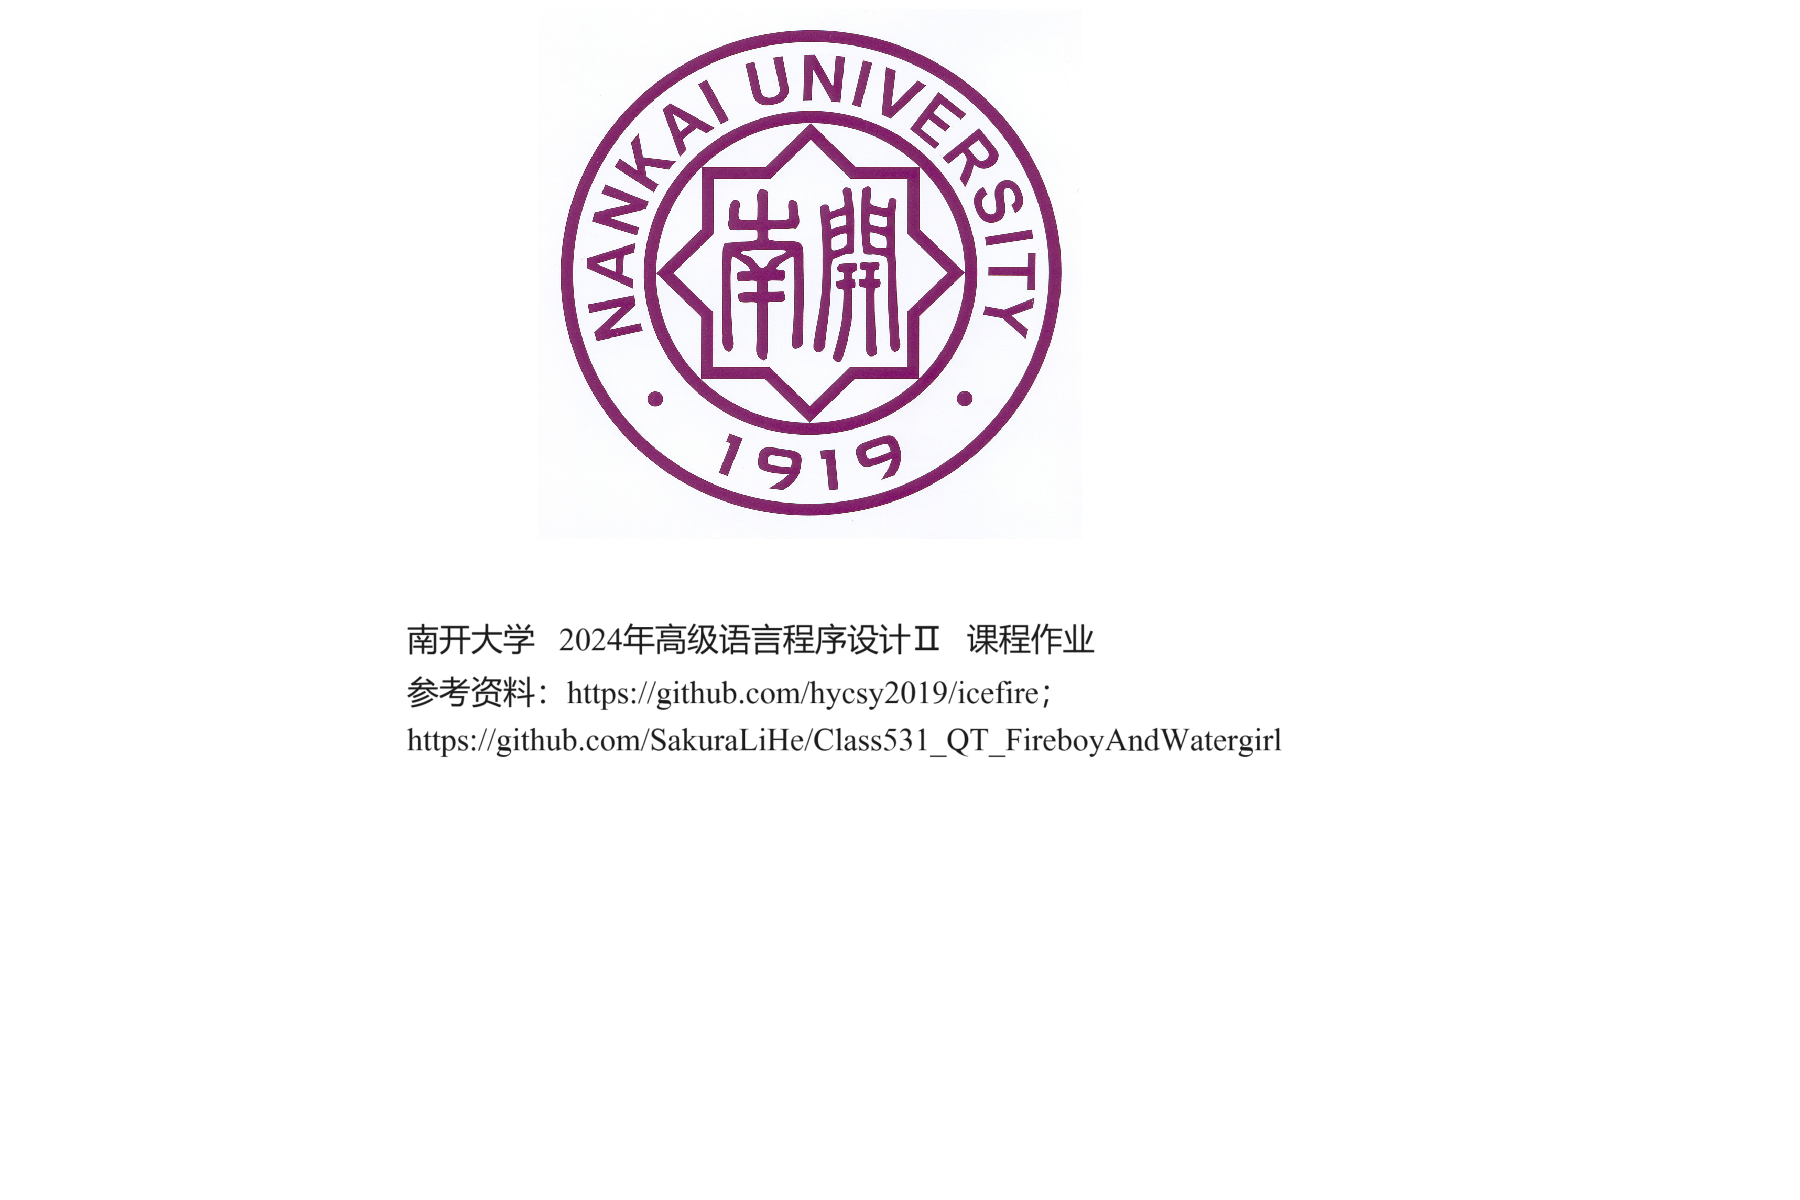 NANKAI UNIVERSITY
南開
1919
南开大学 2024年高级语言程序设计Ⅱ 课程作业
参考资料：https://github.com/hycsy2019/icefire；
https://github.com/SakuraLiHe/Class531_QT_FireboyAndWatergirl